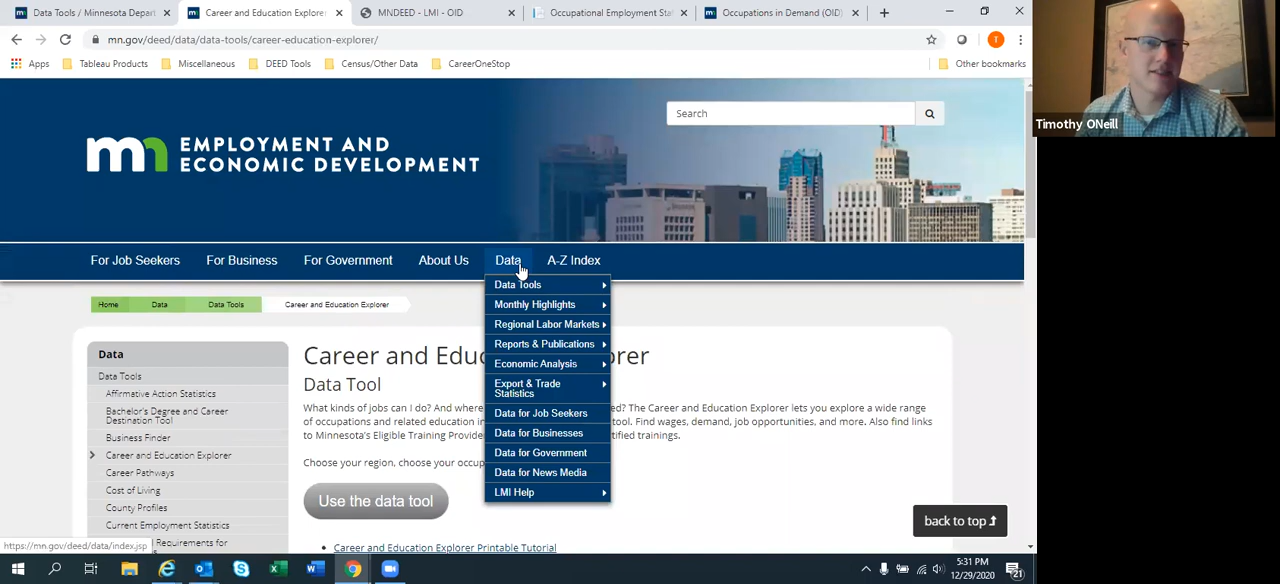 Data Tools / Minnesota Depart
Career and Education Explorer
MNDEED - LMI - OID
Occupational Employment Sta
Occupations in Demand (OID)
mn.gov/deed/data/data-tools/career-education-explorer/
Apps
Tableau Products
Miscellaneous
DEED Tools
Census/Other Data
CareerOneStop
Other bookmarks
T
Timothy ONeill
Search
mn EMPLOYMENT AND
ECONOMIC DEVELOPMENT
For Job Seekers
For Business
For Government
About Us
Data
A-Z Index
Home
Data
Data Tools
Career and Education Explorer
Data Tools
Monthly Highlights
Regional Labor Markets
Reports & Publications
Economic Analysis
Export & Trade
Statistics
Data for Job Seekers
Data for Businesses
Data for Government
Data for News Media
LMI Help
Data
Data Tools
Affirmative Action Statistics
Bachelor's Degree and Career
Destination Tool
Business Finder
Career and Education Explorer
Career Pathways
Cost of Living
County Profiles
Current Employment Statistics
Requirements for
Career and Edu Explorer
Data Tool
What kinds of jobs can I do? And where ed? The Career and Education Explorer lets you explore a wide range
of occupations and related education in tool. Find wages, demand, job opportunities, and more. Also find links
to Minnesota's Eligible Training Provide tified trainings.
Choose your region, choose your occup
Use the data tool
Career and Education Explorer Printable Tutorial
back to top
https://mn.gov/deed/data/index.jsp
5:31 PM
12/29/2020
21